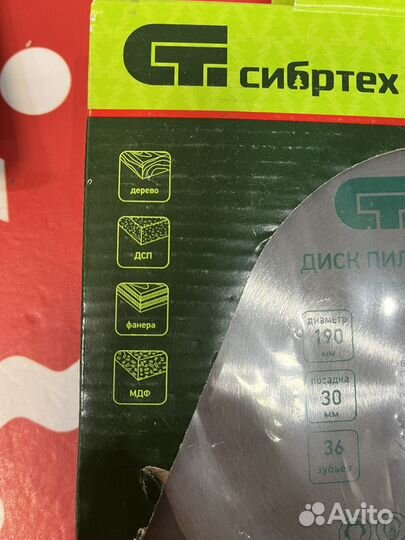 сибртех
дерево
ДСП
фанера
МДФ
ДИСК ПИЛ
диаметр
190
мм
посадка
30
мм
36
зубьев
Avito